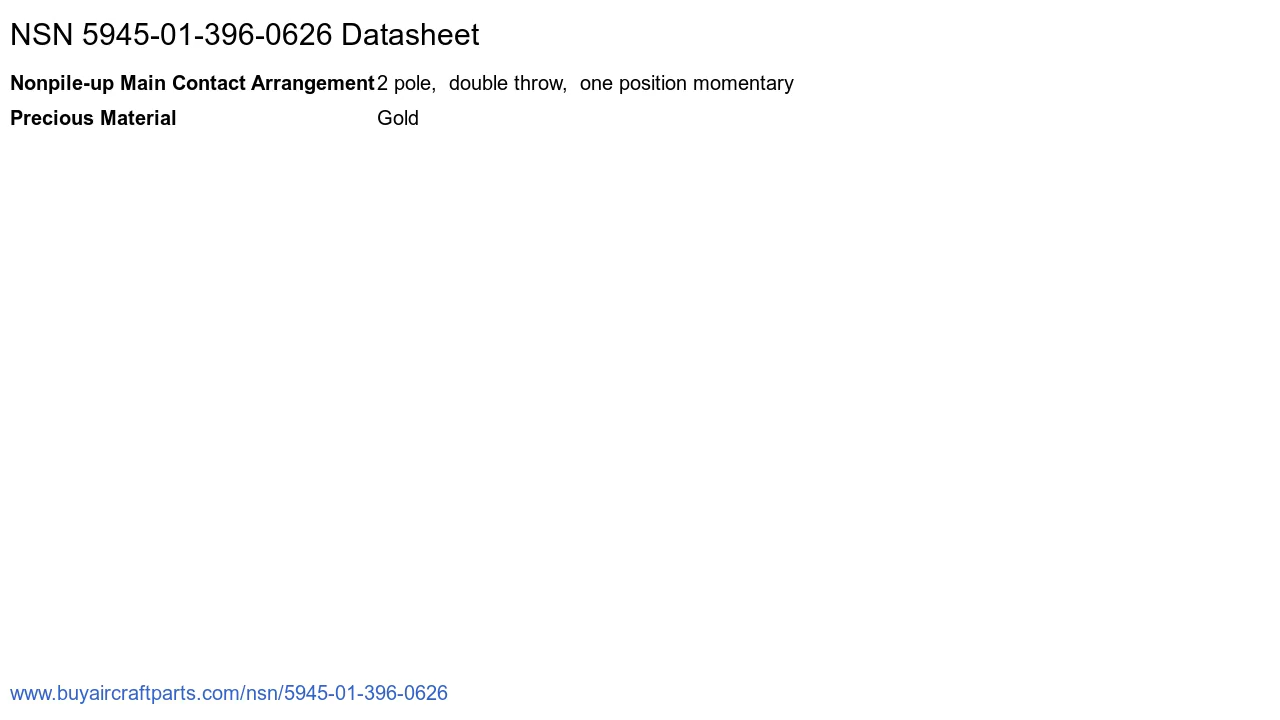 NSN 5945-01-396-0626 Datasheet
Nonpile-up Main Contact Arrangement 2 pole,  double throw,  one position momentary
Precious Material Gold
www.buyaircraftparts.com/nsn/5945-01-396-0626